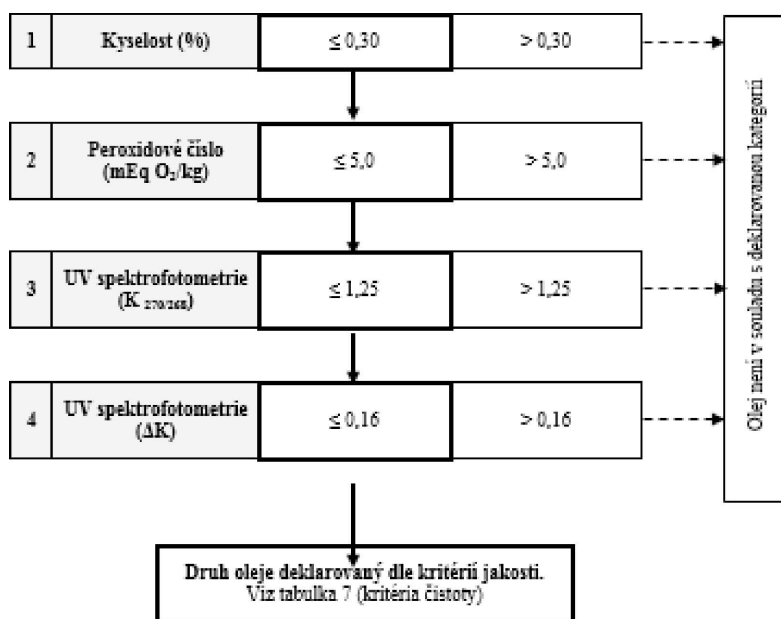 1 Kyselost (%) ≤ 0,30 > 0,30
2 Peroxidové číslo
(mEq O₂/kg) ≤ 5,0 > 5,0
3 UV spektrofotometrie
(K 270/268) ≤ 1,25 > 1,25
4 UV spektrofotometrie
(ΔK) ≤ 0,16 > 0,16
Olej není v souladu s deklarovanou kategorií
Druh oleje deklarovaný dle kritérií jakosti.
Viz tabulka 7 (kritéria čistoty)